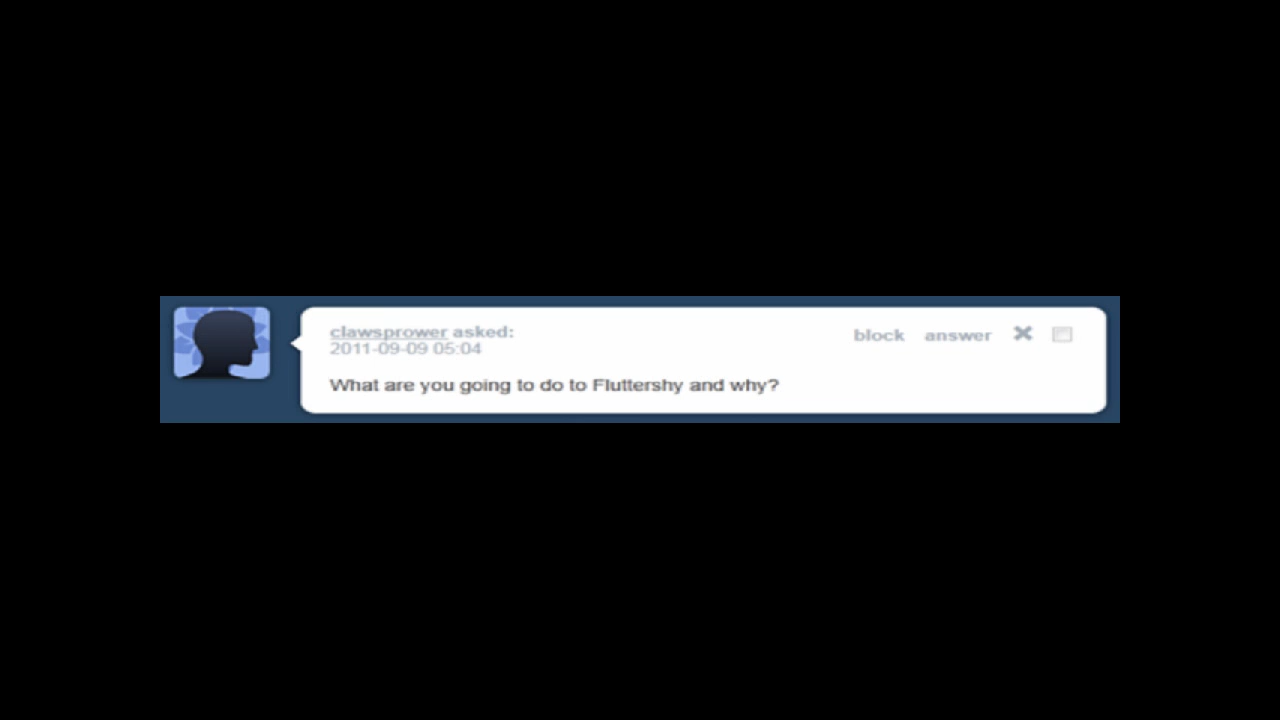 clawsprower asked: block answer
2011-09-09 05:04
What are you going to do to Fluttershy and why?